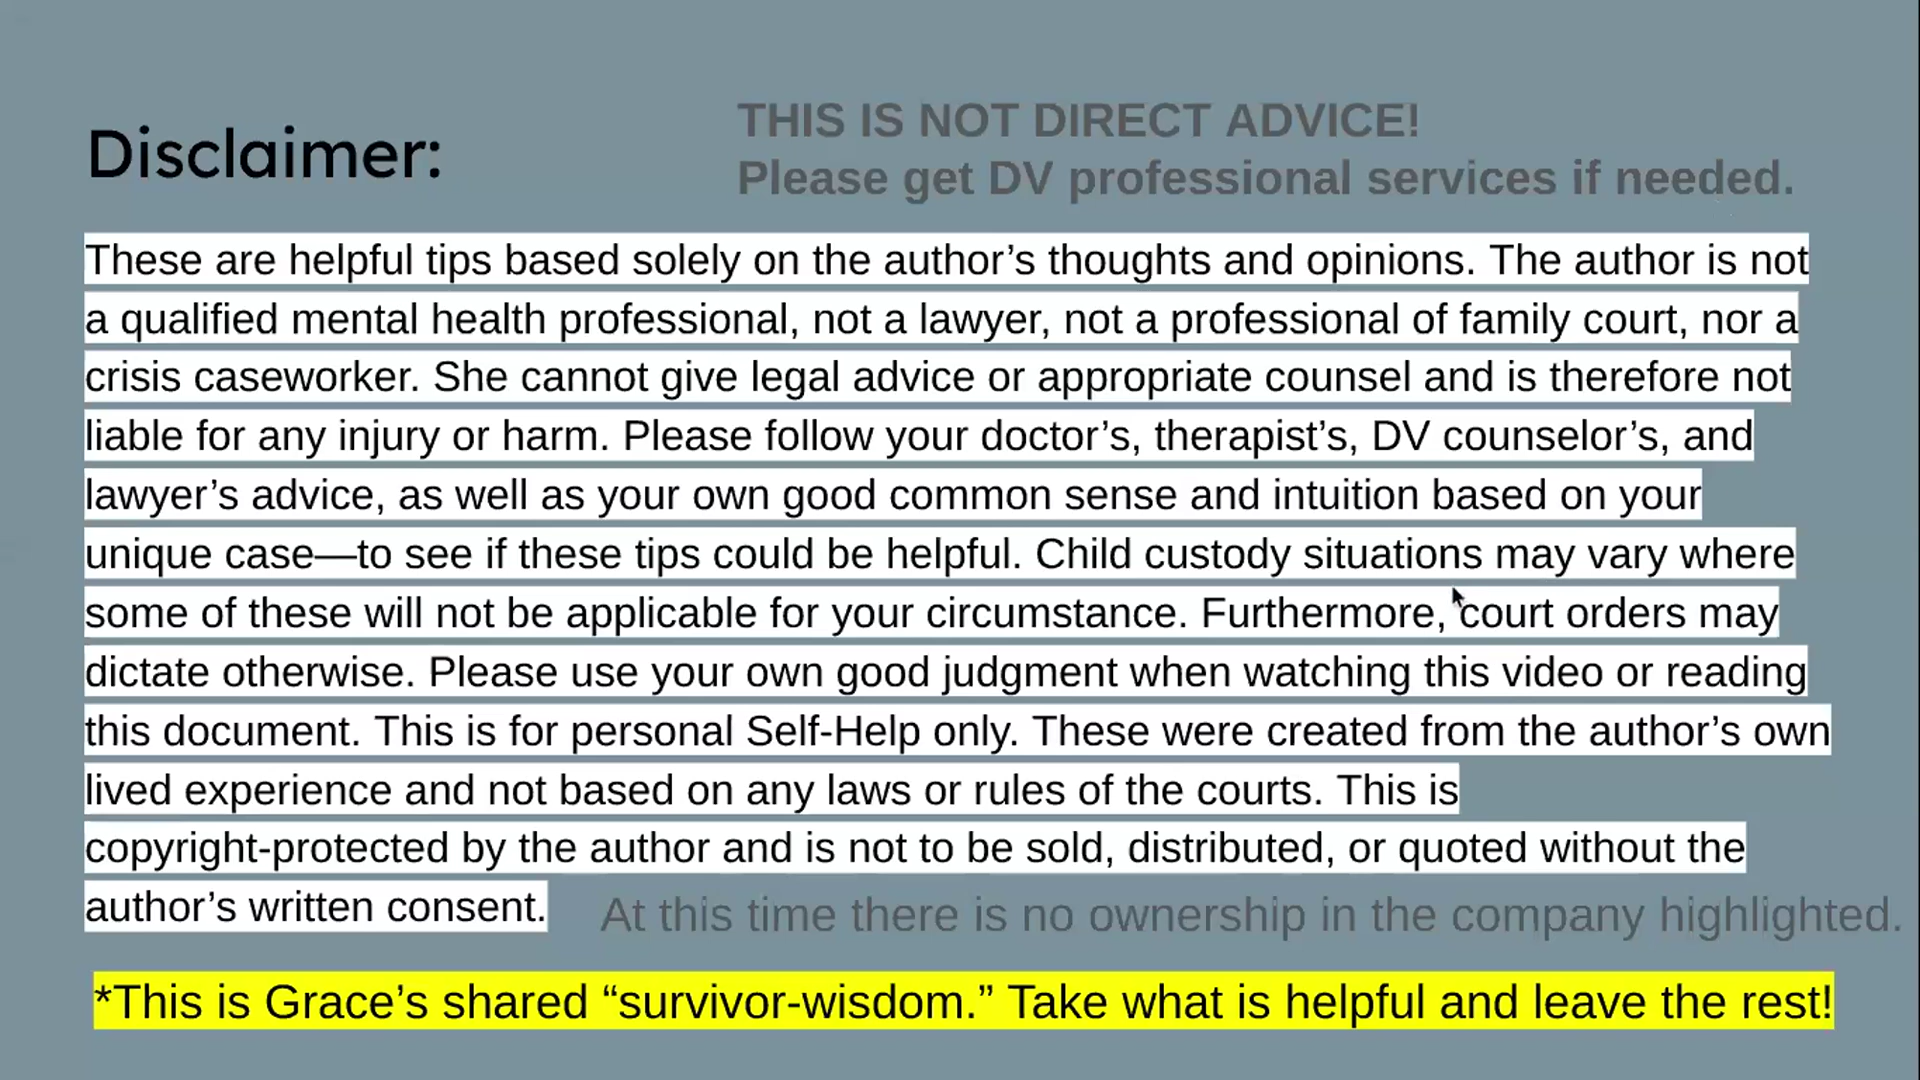 Disclaimer:
THIS IS NOT DIRECT ADVICE!
Please get DV professional services if needed.
These are helpful tips based solely on the author’s thoughts and opinions. The author is not
a qualified mental health professional, not a lawyer, not a professional of family court, nor a
crisis caseworker. She cannot give legal advice or appropriate counsel and is therefore not
liable for any injury or harm. Please follow your doctor’s, therapist’s, DV counselor’s, and
lawyer’s advice, as well as your own good common sense and intuition based on your
unique case—to see if these tips could be helpful. Child custody situations may vary where
some of these will not be applicable for your circumstance. Furthermore, court orders may
dictate otherwise. Please use your own good judgment when watching this video or reading
this document. This is for personal Self-Help only. These were created from the author’s own
lived experience and not based on any laws or rules of the courts. This is
copyright-protected by the author and is not to be sold, distributed, or quoted without the
author’s written consent.
At this time there is no ownership in the company highlighted.
*This is Grace’s shared “survivor-wisdom.” Take what is helpful and leave the rest!